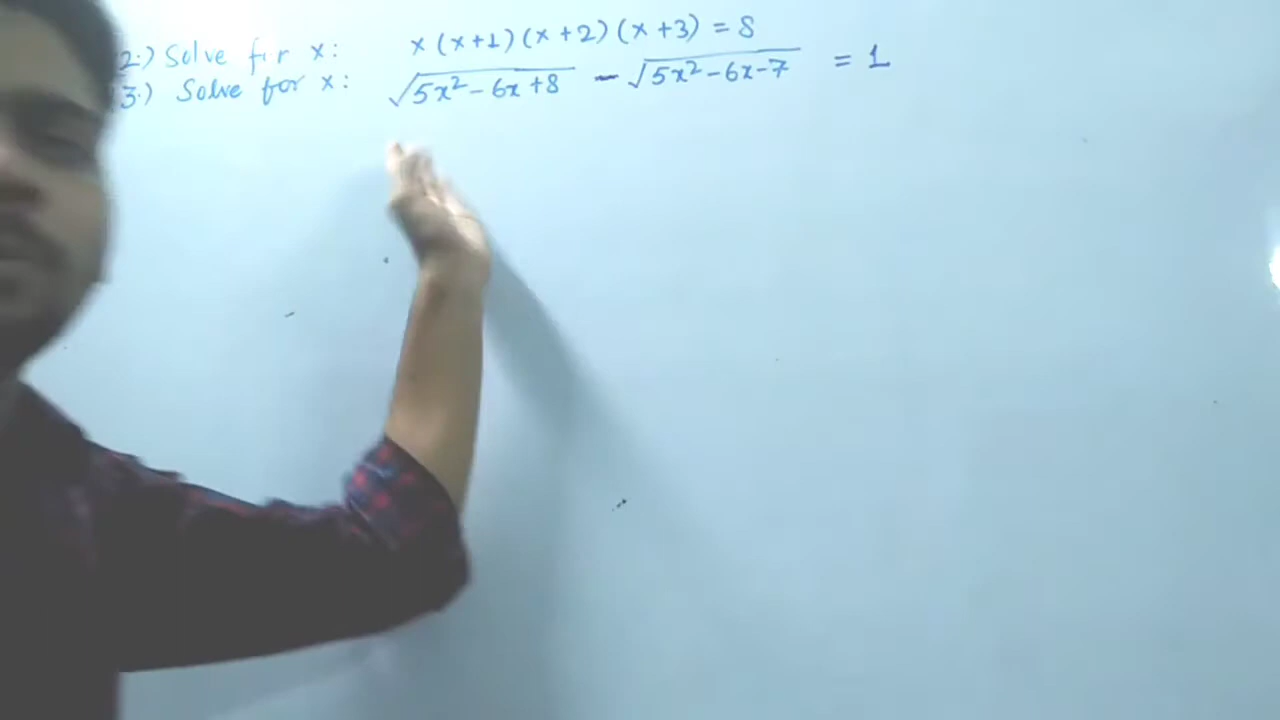 2.) Solve for x: x (x+1) (x+2) (x+3) = 8
3.) Solve for x: √5x²-6x+8 - √5x²-6x-7 = 1